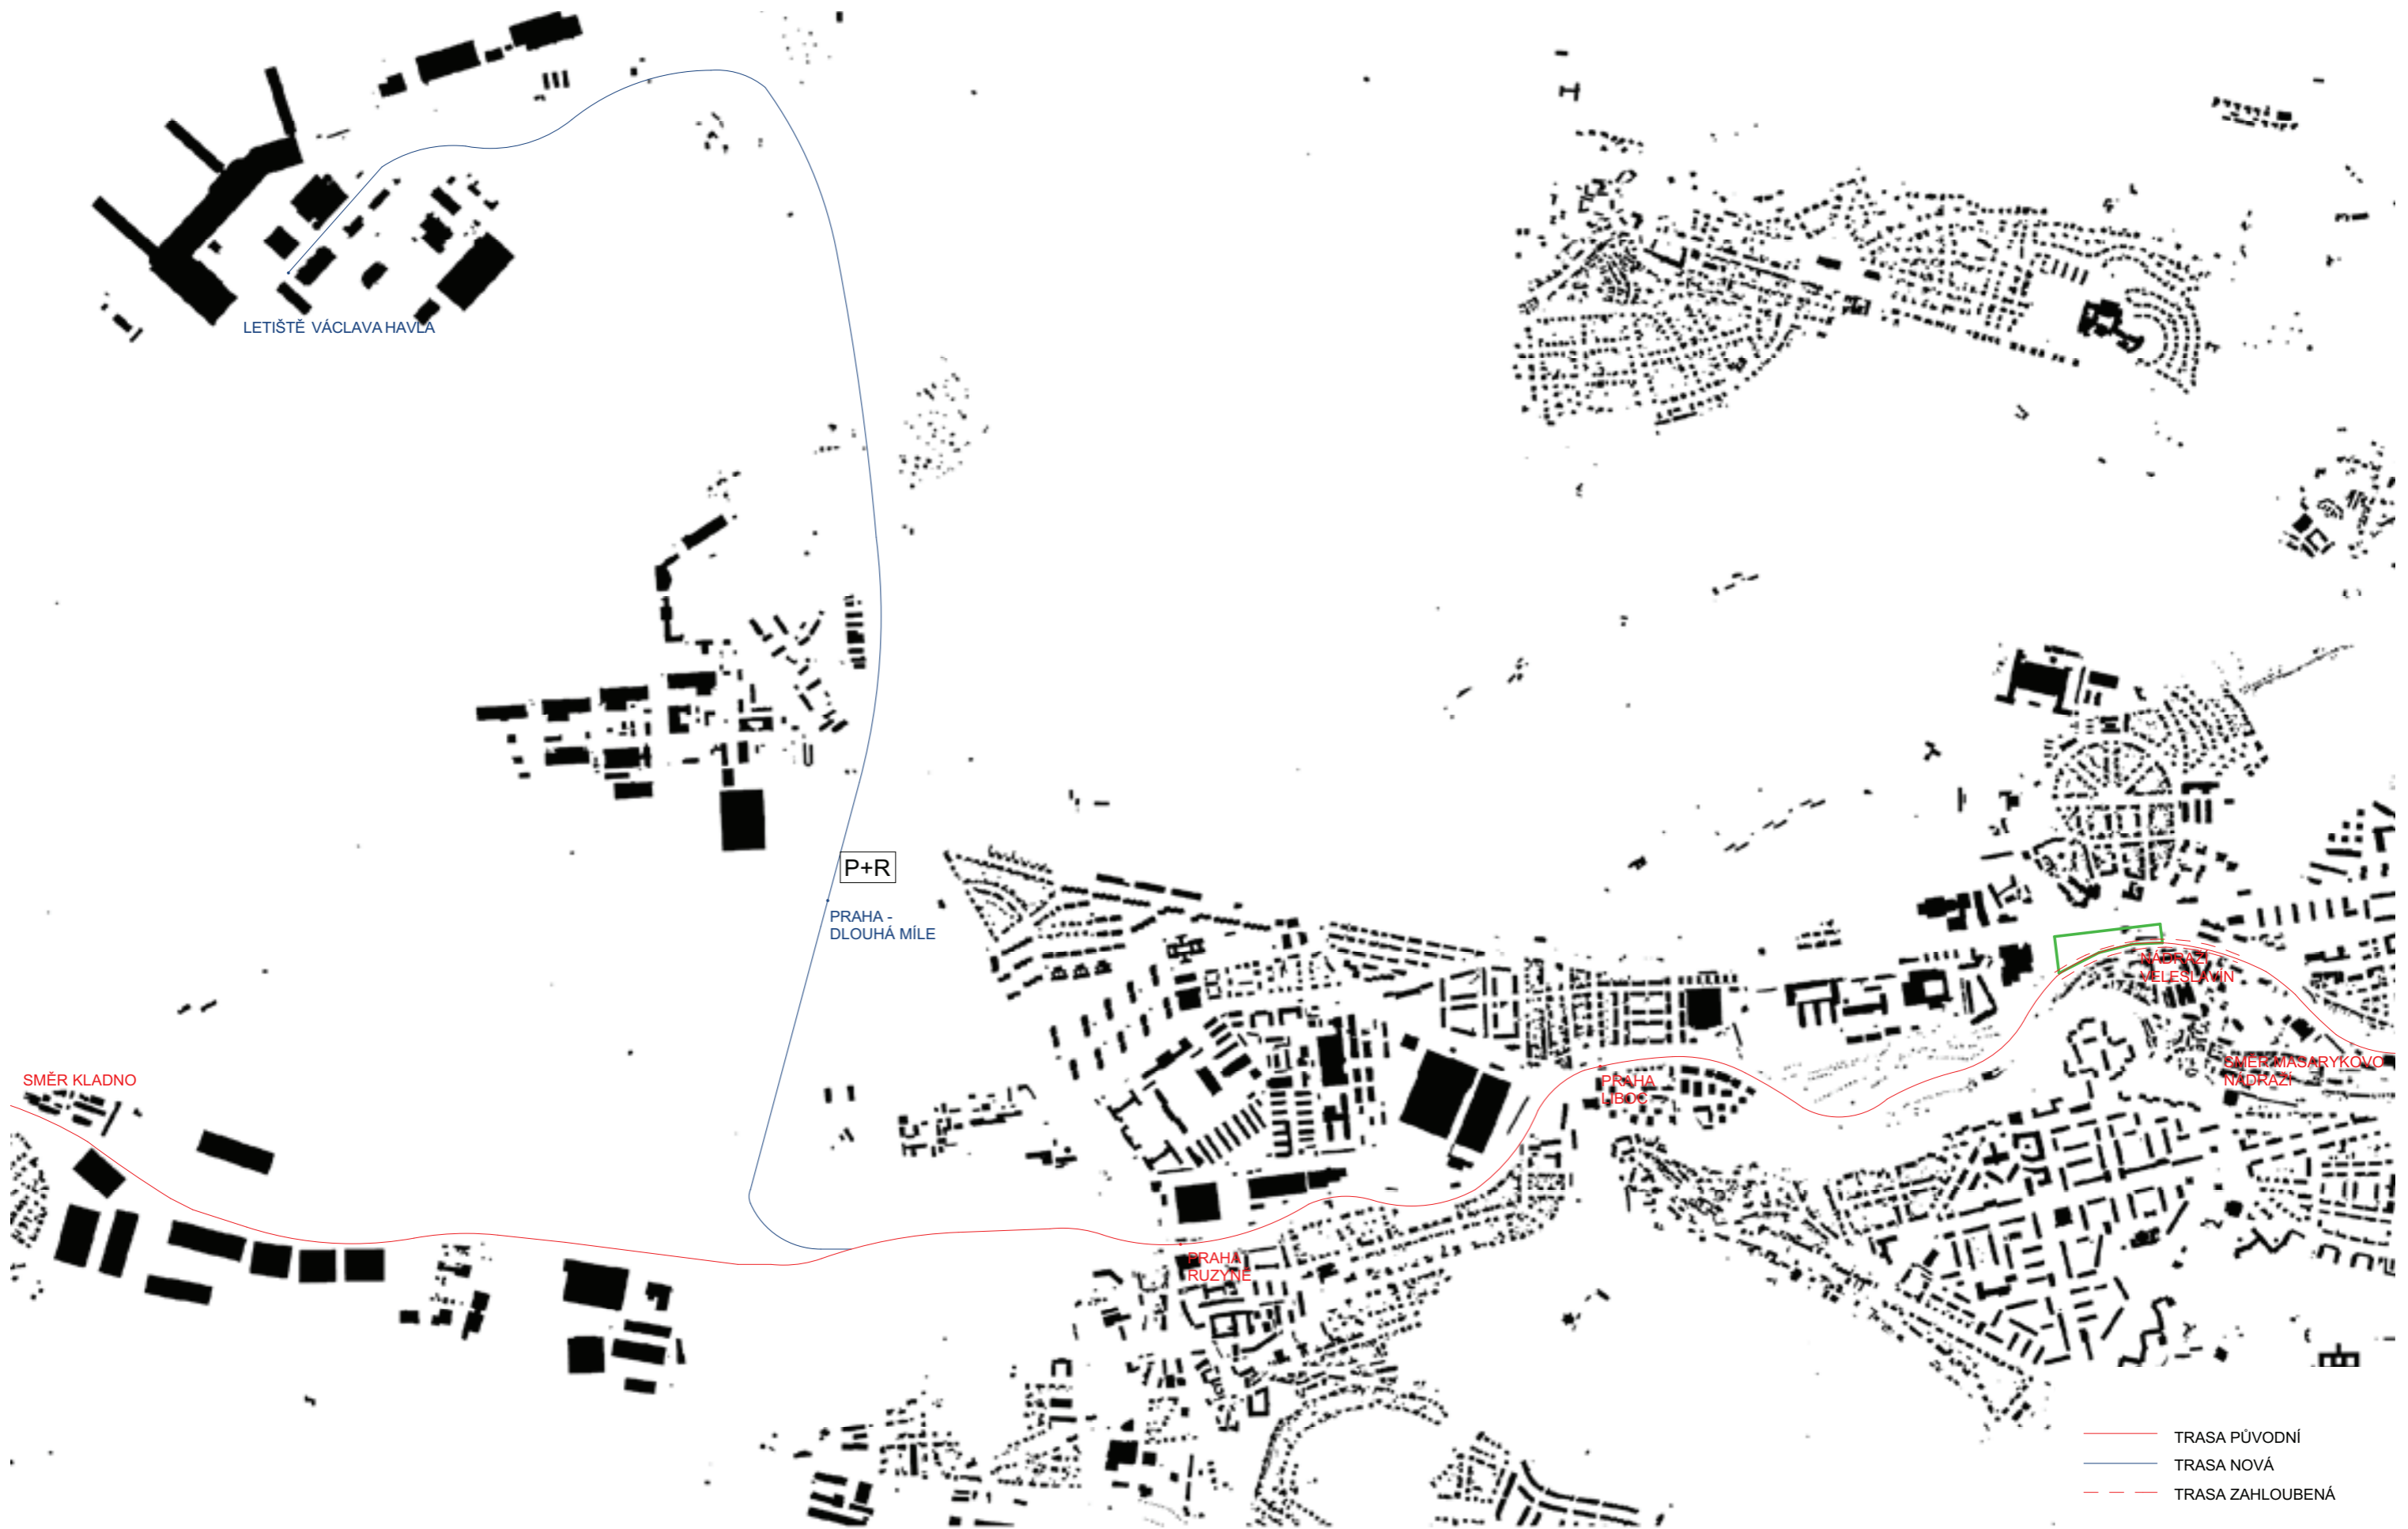 LETIŠTĚ VÁCLAVA HAVLA
P+R
PRAHA -
DLOUHÁ MÍLE
NÁDRAŽÍ
VELESLAVÍN
SMĚR KLADNO
PRAHA
LIBOC
SMĚR MASARYKOVO
NÁDRAŽÍ
PRAHA
RUZYNĚ
TRASA PŮVODNÍ
TRASA NOVÁ
TRASA ZAHLOUBENÁ